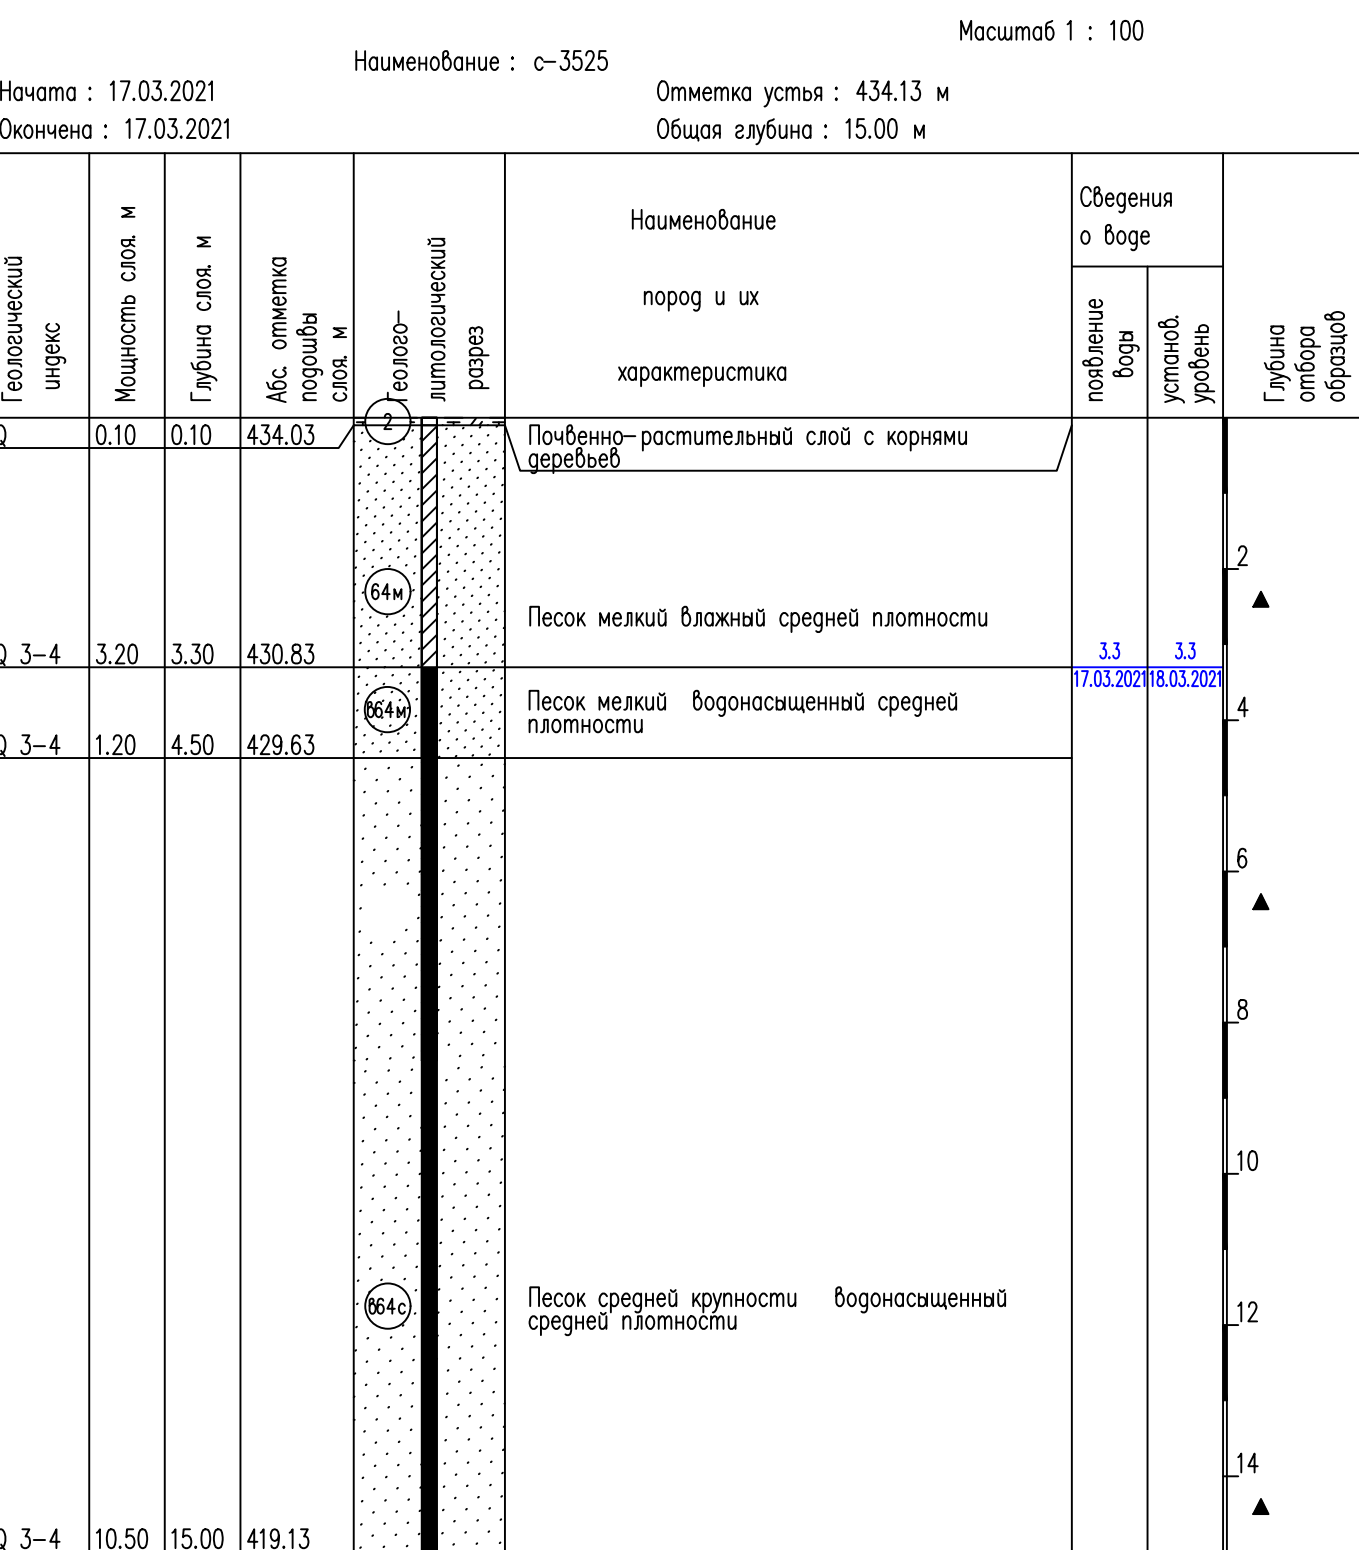 Масштаб 1 : 100
Наименование : с-3525
Начата : 17.03.2021
Отметка устья : 434.13 м
Окончена : 17.03.2021
Общая глубина : 15.00 м
Геологический
индекс
Мощность слоя. м
Глубина слоя. м
Абс. отметка
подошвы
слоя. м
Геолого-
литологический
разрез
Наименование
пород и их
характеристика
Сведения
о воде
появление
воды
установ.
уровень
Глубина
отбора
образцов
Q 0.10 0.10 434.03 2
Почвенно-растительный слой с корнями
деревьев
2
64м
Песок мелкий влажный средней плотности
Q 3-4 3.20 3.30 430.83
3.3 3.3
17.03.2021 18.03.2021
в64м
Песок мелкий водонасыщенный средней
плотности
4
Q 3-4 1.20 4.50 429.63
6
8
10
в64с
Песок средней крупности водонасыщенный
средней плотности
12
14
Q 3-4 10.50 15.00 419.13